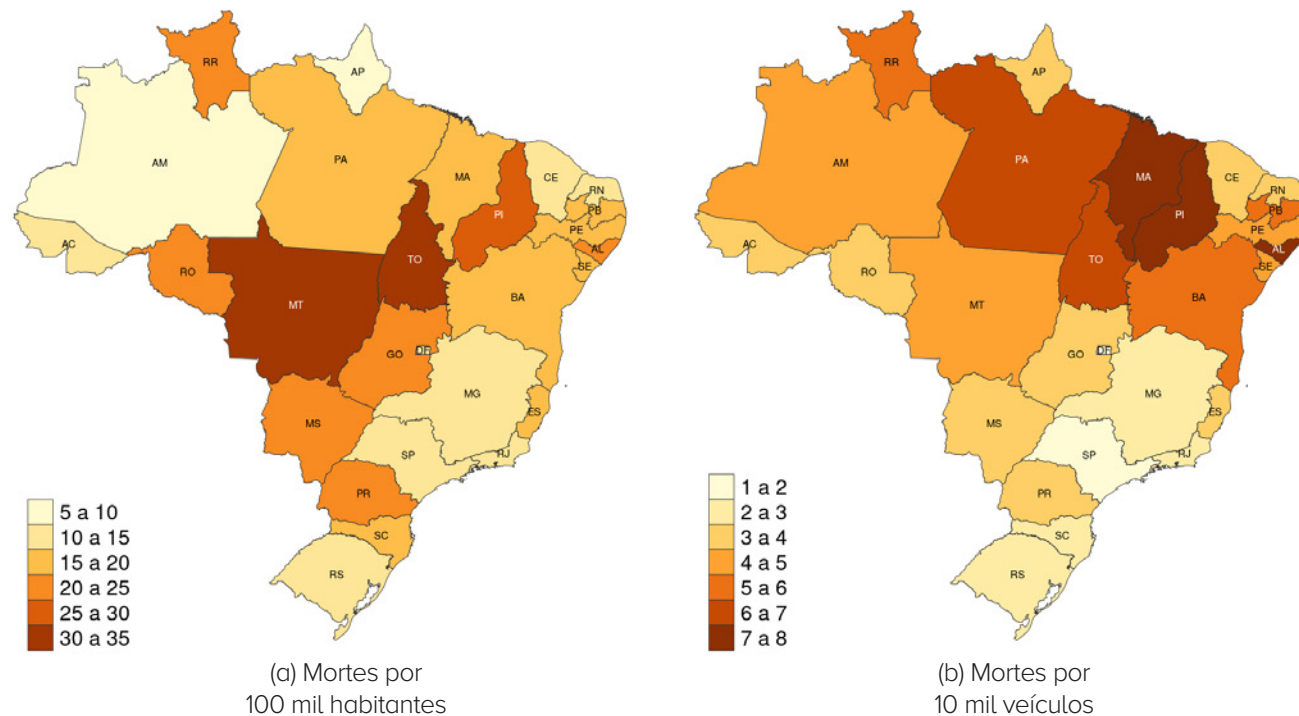 RR
AP
AM
PA
MA
CE
RN
PB
PI
PE
AL
SE
AC
RO
TO
BA
MT
GO
DF
MG
ES
MS
SP
RJ
PR
SC
RS
5 a 10
10 a 15
15 a 20
20 a 25
25 a 30
30 a 35
(a) Mortes por
100 mil habitantes
RR
AP
AM
PA
MA
CE
RN
PB
PI
PE
AL
SE
AC
RO
TO
BA
MT
GO
DF
MG
ES
MS
SP
RJ
PR
SC
RS
1 a 2
2 a 3
3 a 4
4 a 5
5 a 6
6 a 7
7 a 8
(b) Mortes por
10 mil veículos